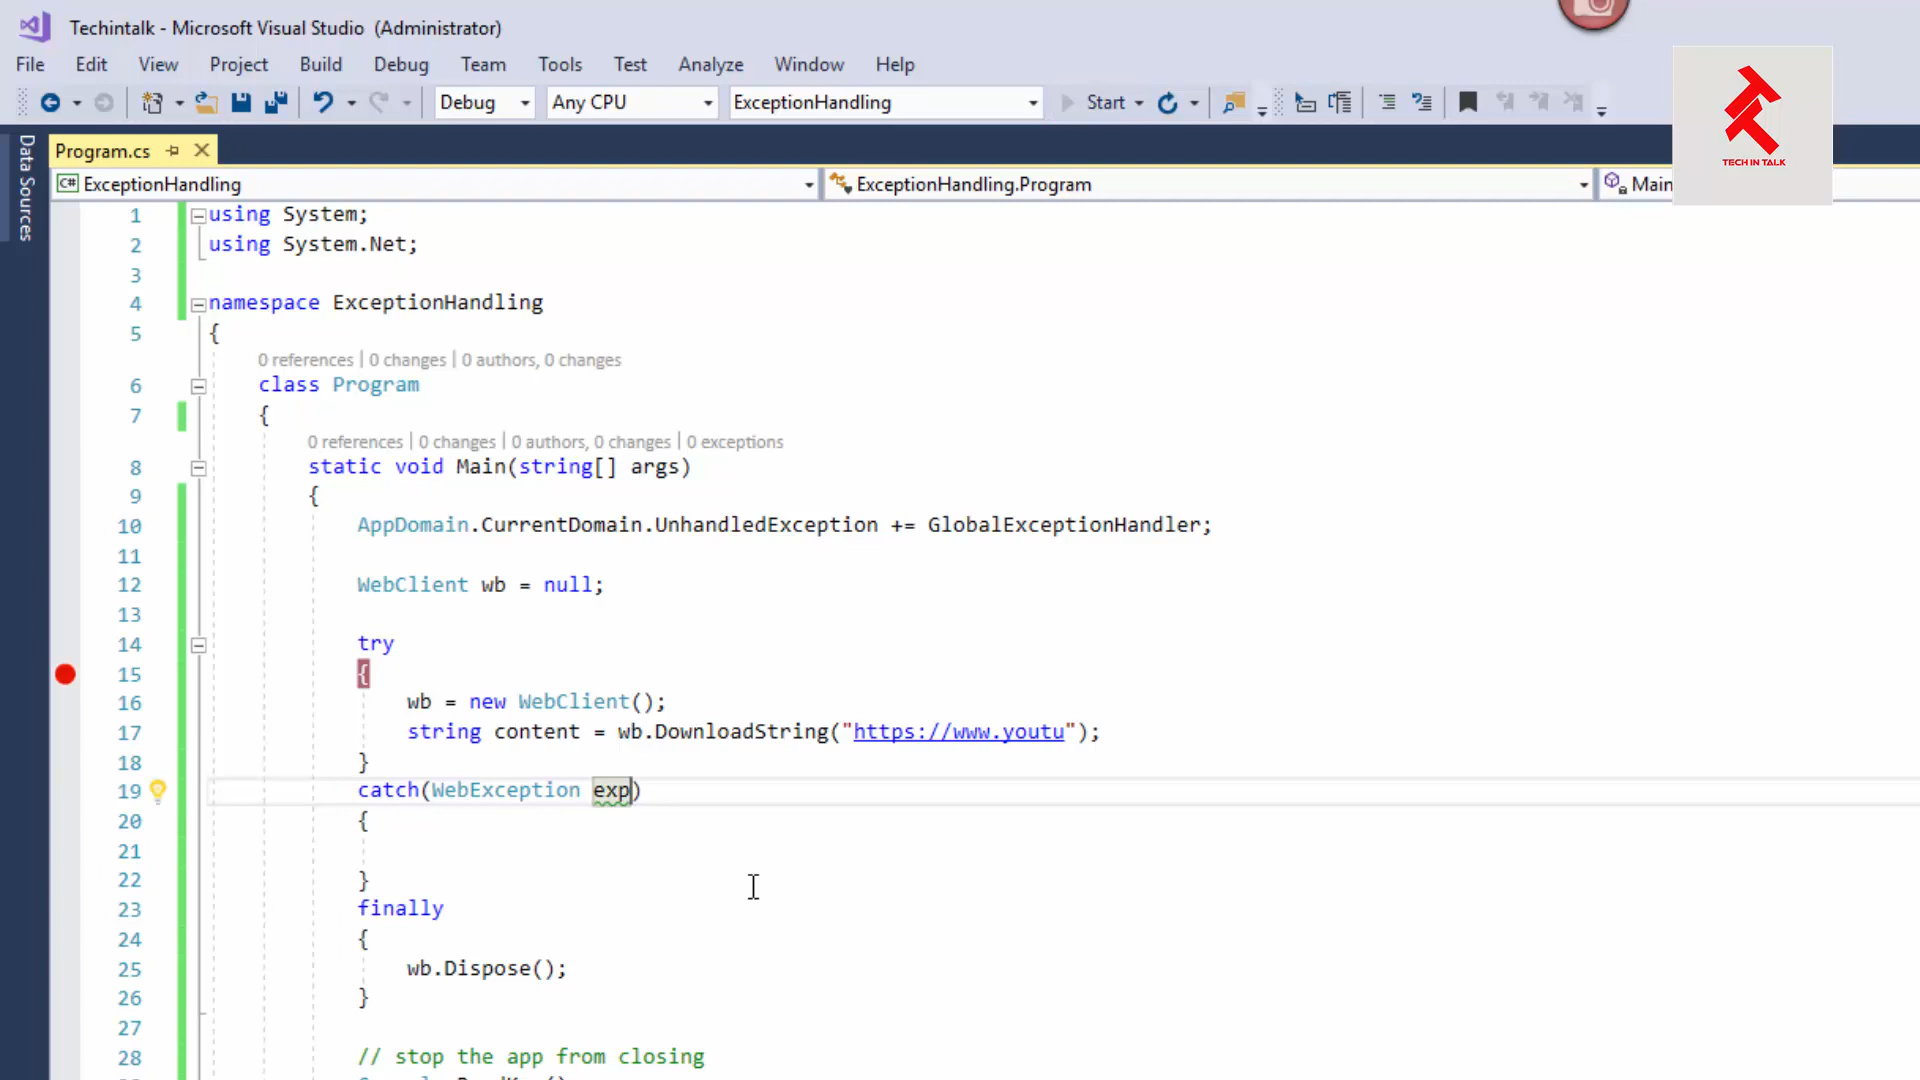 Techintalk - Microsoft Visual Studio (Administrator)
File Edit View Project Build Debug Team Tools Test Analyze Window Help
Debug Any CPU ExceptionHandling Start
TECH IN TALK
Data Sources
Program.cs
C# ExceptionHandling ExceptionHandling.Program Main
1 using System;
2 using System.Net;
3
4 namespace ExceptionHandling
5 {
0 references | 0 changes | 0 authors, 0 changes
6 class Program
7 {
0 references | 0 changes | 0 authors, 0 changes | 0 exceptions
8 static void Main(string[] args)
9 {
10 AppDomain.CurrentDomain.UnhandledException += GlobalExceptionHandler;
11
12 WebClient wb = null;
13
14 try
15 {
16 wb = new WebClient();
17 string content = wb.DownloadString("https://www.youtu");
18 }
19 catch(WebException exp)
20 {
21
22 }
23 finally
24 {
25 wb.Dispose();
26 }
27
28 // stop the app from closing